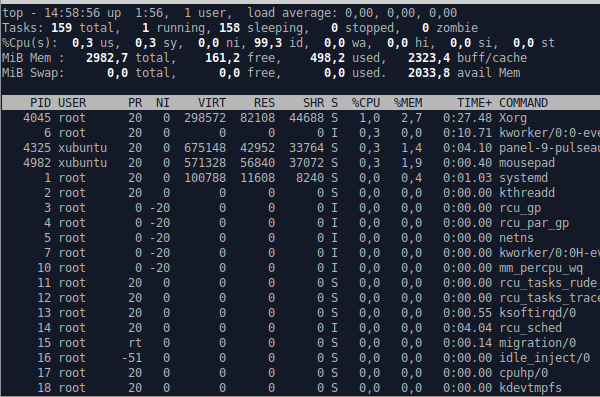 top - 14:58:56 up  1:56,  1 user,  load average: 0,00, 0,00, 0,00
Tasks: 159 total,   1 running, 158 sleeping,   0 stopped,   0 zombie
%Cpu(s):  0,3 us,  0,3 sy,  0,0 ni, 99,3 id,  0,0 wa,  0,0 hi,  0,0 si,  0,0 st
MiB Mem :   2982,7 total,    161,2 free,    498,2 used,   2323,4 buff/cache
MiB Swap:      0,0 total,      0,0 free,      0,0 used.   2033,8 avail Mem
PID USER      PR  NI    VIRT    RES    SHR S  %CPU  %MEM     TIME+ COMMAND
4045 root      20   0  298572  82108  44688 S   1,0   2,7   0:27.48 Xorg
6 root      20   0       0      0      0 I   0,3   0,0   0:10.71 kworker/0:0-eve
4325 xubuntu   20   0  675148  42952  33764 S   0,3   1,4   0:04.10 panel-9-pulseau
4982 xubuntu   20   0  571328  56840  37072 S   0,3   1,9   0:00.40 mousepad
1 root      20   0  100788  11608   8240 S   0,0   0,4   0:01.03 systemd
2 root      20   0       0      0      0 S   0,0   0,0   0:00.00 kthreadd
3 root       0 -20       0      0      0 I   0,0   0,0   0:00.00 rcu_gp
4 root       0 -20       0      0      0 I   0,0   0,0   0:00.00 rcu_par_gp
5 root       0 -20       0      0      0 I   0,0   0,0   0:00.00 netns
7 root       0 -20       0      0      0 I   0,0   0,0   0:00.00 kworker/0:0H-ev
10 root       0 -20       0      0      0 I   0,0   0,0   0:00.00 mm_percpu_wq
11 root      20   0       0      0      0 S   0,0   0,0   0:00.00 rcu_tasks_rude_
12 root      20   0       0      0      0 S   0,0   0,0   0:00.00 rcu_tasks_trace
13 root      20   0       0      0      0 S   0,0   0,0   0:00.55 ksoftirqd/0
14 root      20   0       0      0      0 I   0,0   0,0   0:04.04 rcu_sched
15 root      rt   0       0      0      0 S   0,0   0,0   0:00.14 migration/0
16 root     -51   0       0      0      0 S   0,0   0,0   0:00.00 idle_inject/0
17 root      20   0       0      0      0 S   0,0   0,0   0:00.00 cpuhp/0
18 root      20   0       0      0      0 S   0,0   0,0   0:00.00 kdevtmpfs